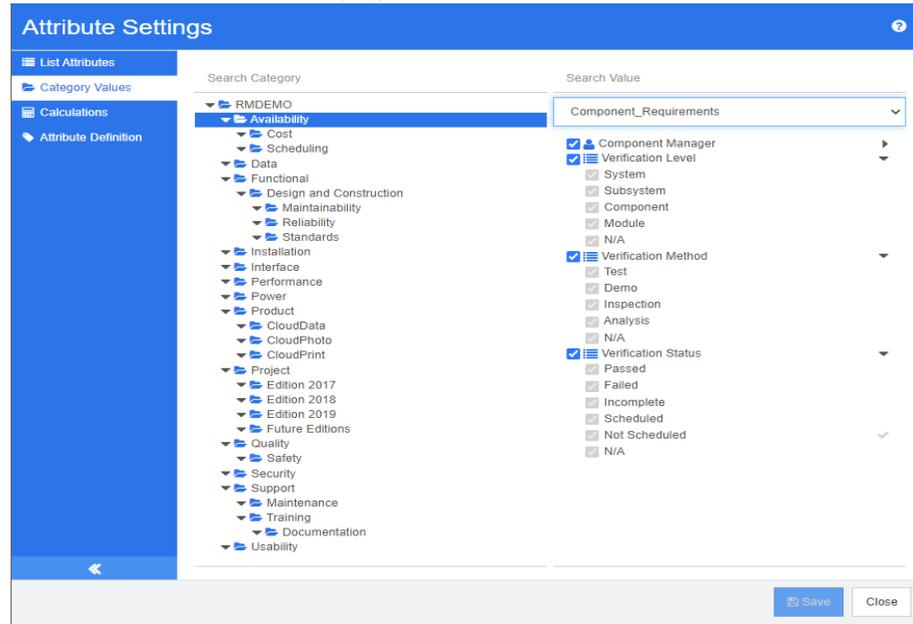 Attribute Settings
List Attributes
Category Values
Calculations
Attribute Definition
Search Category
RMDEMO
Availability
Cost
Scheduling
Data
Functional
Design and Construction
Maintainability
Reliability
Standards
Installation
Interface
Performance
Power
Product
CloudData
CloudPhoto
CloudPrint
Project
Edition 2017
Edition 2018
Edition 2019
Future Editions
Quality
Safety
Security
Support
Maintenance
Training
Documentation
Usability
Search Value
Component_Requirements
Component Manager
Verification Level
System
Subsystem
Component
Module
N/A
Verification Method
Test
Demo
Inspection
Analysis
N/A
Verification Status
Passed
Failed
Incomplete
Scheduled
Not Scheduled
N/A
Save
Close